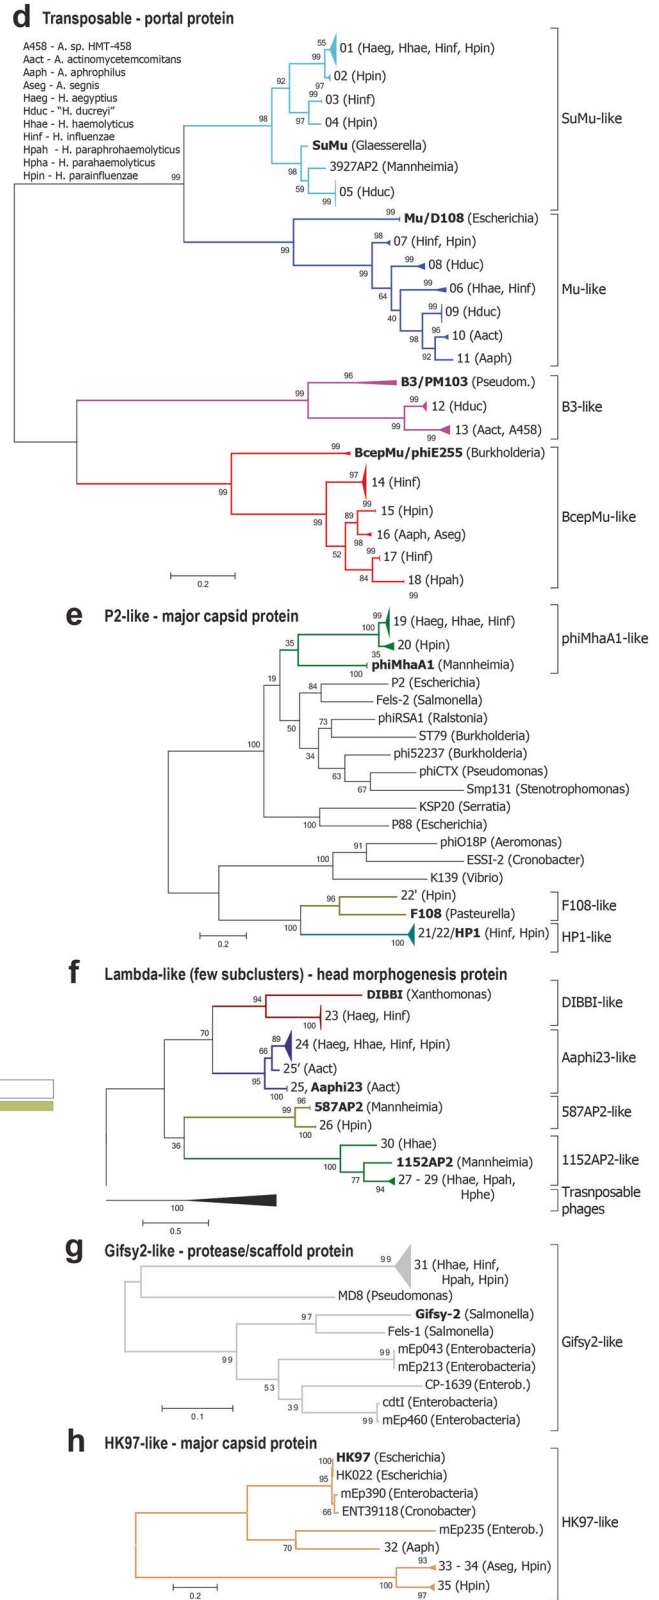 d Transposable - portal protein
A458 - A. sp. HMT-458
Aact - A. actinomycetemcomitans
Aaph - A. aphrophilus
Aseg - A. segnis
Haeg - H. aegyptius
Hduc - "H. ducreyi"
Hhae - H. haemolyticus
Hinf - H. influenzae
Hpah - H. paraphrohaemolyticus
Hpha - H. parahaemolyticus
Hpin - H. parainfluenzae
55
01 (Haeg, Hhae, Hinf, Hpin)
99
02 (Hpin)
92
97
99
03 (Hinf)
97
04 (Hpin)
98
SuMu (Glaesserella)
98
3927AP2 (Mannheimia)
59
05 (Hduc)
SuMu-like
99
99
Mu/D108 (Escherichia)
99
98
07 (Hinf, Hpin)
99
99
08 (Hduc)
64
99
06 (Hhae, Hinf)
40
99
09 (Hduc)
98
96
10 (Aact)
92
11 (Aaph)
Mu-like
96
B3/PM103 (Pseudom.)
99
99
12 (Hduc)
99
13 (Aact, A458)
99
B3-like
99
BcepMu/phiE255 (Burkholderia)
99
97
14 (Hinf)
99
99
15 (Hpin)
89
16 (Aaph, Aseg)
98
52
99
17 (Hinf)
84
18 (Hpah)
99
BcepMu-like
0.2
e P2-like - major capsid protein
99
19 (Haeg, Hhae, Hinf)
100
35
20 (Hpin)
35
phiMhaA1 (Mannheimia)
100
phiMhaA1-like
19
84
P2 (Escherichia)
Fels-2 (Salmonella)
50
73
phiRSA1 (Ralstonia)
ST79 (Burkholderia)
34
phi52237 (Burkholderia)
63
phiCTX (Pseudomonas)
67
Smp131 (Stenotrophomonas)
100
KSP20 (Serratia)
100
P88 (Escherichia)
91
phiO18P (Aeromonas)
100
ESSI-2 (Cronobacter)
K139 (Vibrio)
22' (Hpin)
96
F108 (Pasteurella)
F108-like
100
21/22/HP1 (Hinf, Hpin)
100
HP1-like
0.2
f Lambda-like (few subclusters) - head morphogenesis protein
94
DIBBI (Xanthomonas)
23 (Haeg, Hinf)
100
DIBBI-like
70
89
24 (Haeg, Hhae, Hinf, Hpin)
66
25' (Aact)
95
25, Aaphi23 (Aact)
100
Aaphi23-like
96
587AP2 (Mannheimia)
99
26 (Hpin)
100
587AP2-like
36
30 (Hhae)
100
1152AP2 (Mannheimia)
77
27 - 29 (Hhae, Hpah,
Hphe)
94
1152AP2-like
100
Trasnposable
phages
0.5
g Gifsy2-like - protease/scaffold protein
99
31 (Hhae, Hinf,
Hpah, Hpin)
MD8 (Pseudomonas)
97
Gifsy-2 (Salmonella)
Fels-1 (Salmonella)
99
mEp043 (Enterobacteria)
99
mEp213 (Enterobacteria)
53
CP-1639 (Enterob.)
39
cdtI (Enterobacteria)
99
mEp460 (Enterobacteria)
Gifsy2-like
0.1
h HK97-like - major capsid protein
100
HK97 (Escherichia)
HK022 (Escherichia)
95
mEp390 (Enterobacteria)
66
ENT39118 (Cronobacter)
mEp235 (Enterob.)
70
32 (Aaph)
93
33 - 34 (Aseg, Hpin)
100
35 (Hpin)
97
HK97-like
0.2